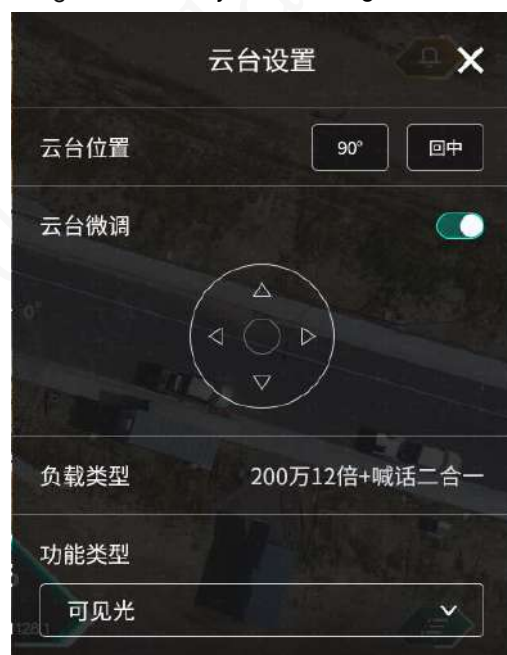 云台设置
云台位置 90° 回中
云台微调
0°
负载类型 200万12倍+喊话二合一
功能类型
可见光